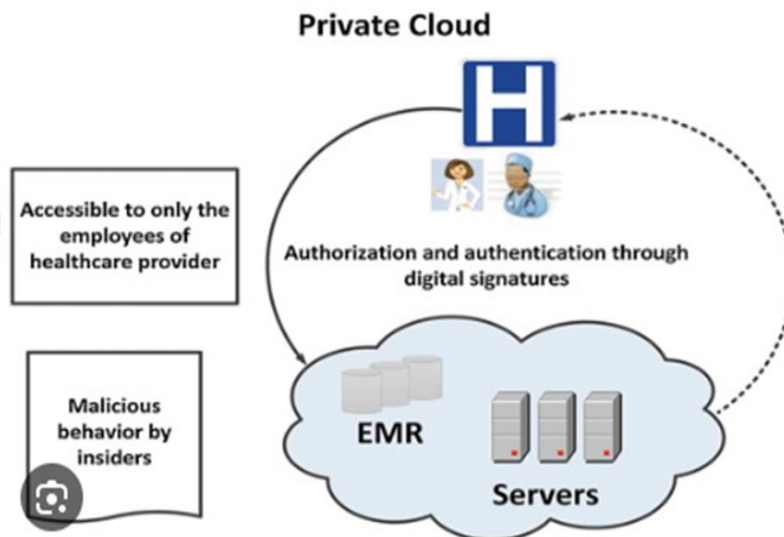 Private Cloud
H
Accessible to only the
employees of
healthcare provider
Authorization and authentication through
digital signatures
Malicious
behavior by
insiders
EMR
Servers